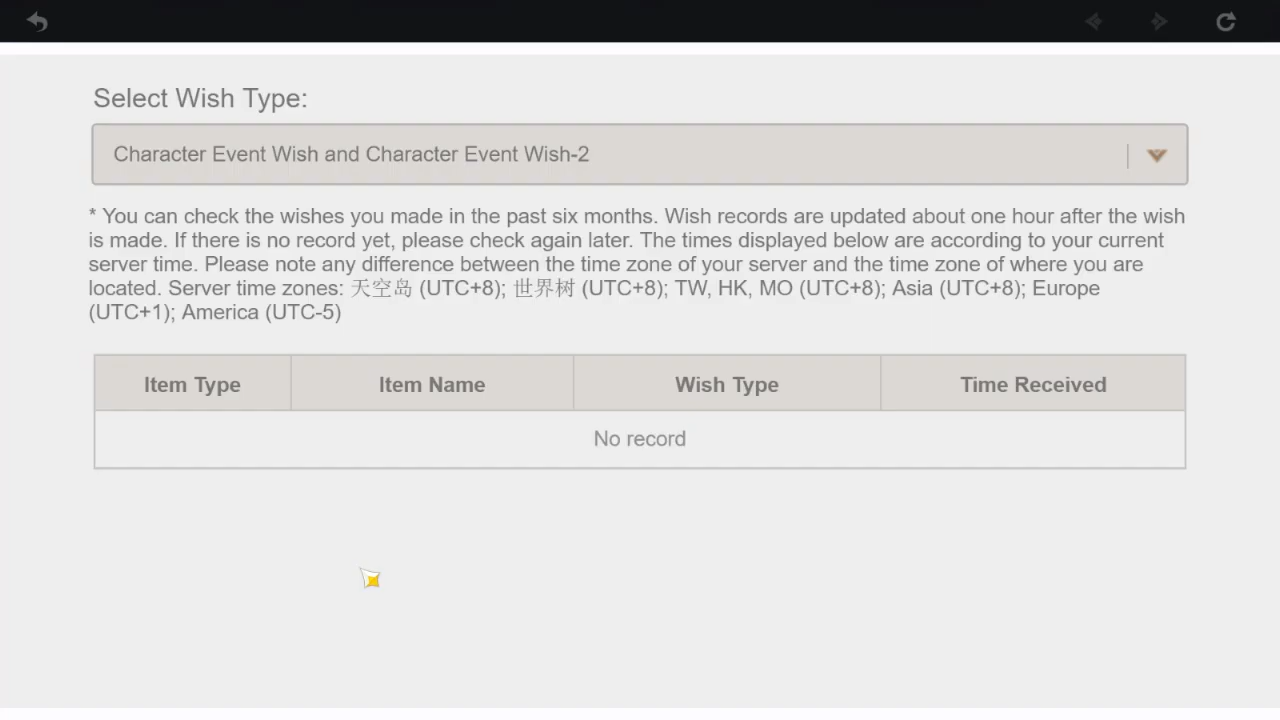 Select Wish Type:
Character Event Wish and Character Event Wish-2
* You can check the wishes you made in the past six months. Wish records are updated about one hour after the wish
is made. If there is no record yet, please check again later. The times displayed below are according to your current
server time. Please note any difference between the time zone of your server and the time zone of where you are
located. Server time zones: 天空岛 (UTC+8); 世界树 (UTC+8); TW, HK, MO (UTC+8); Asia (UTC+8); Europe
(UTC+1); America (UTC-5)
Item Type Item Name Wish Type Time Received
No record